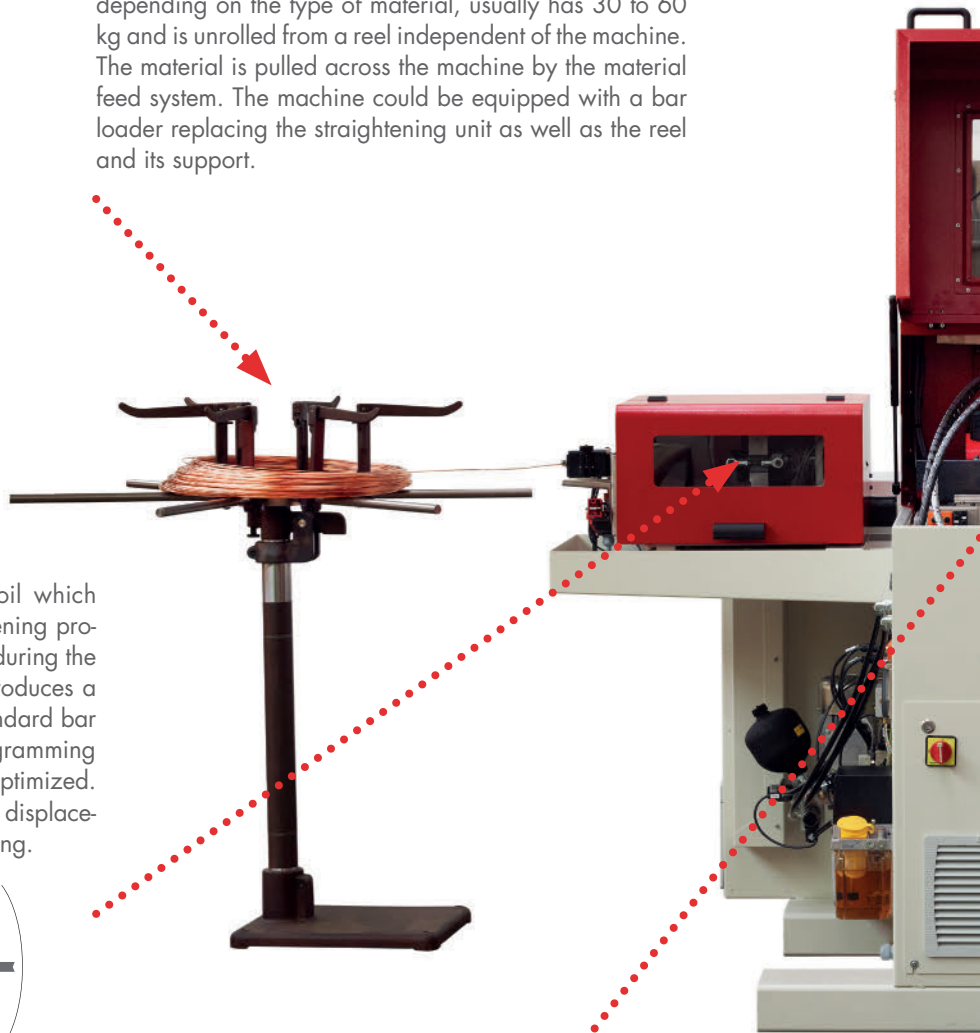 depending on the type of material, usually has 30 to 60
kg and is unrolled from a reel independent of the machine.
The material is pulled across the machine by the material
feed system. The machine could be equipped with a bar
loader replacing the straightening unit as well as the reel
and its support.
oil which
ening pro-
during the
roduces a
ndard bar
gramming
ptimized.
displace-
ng.